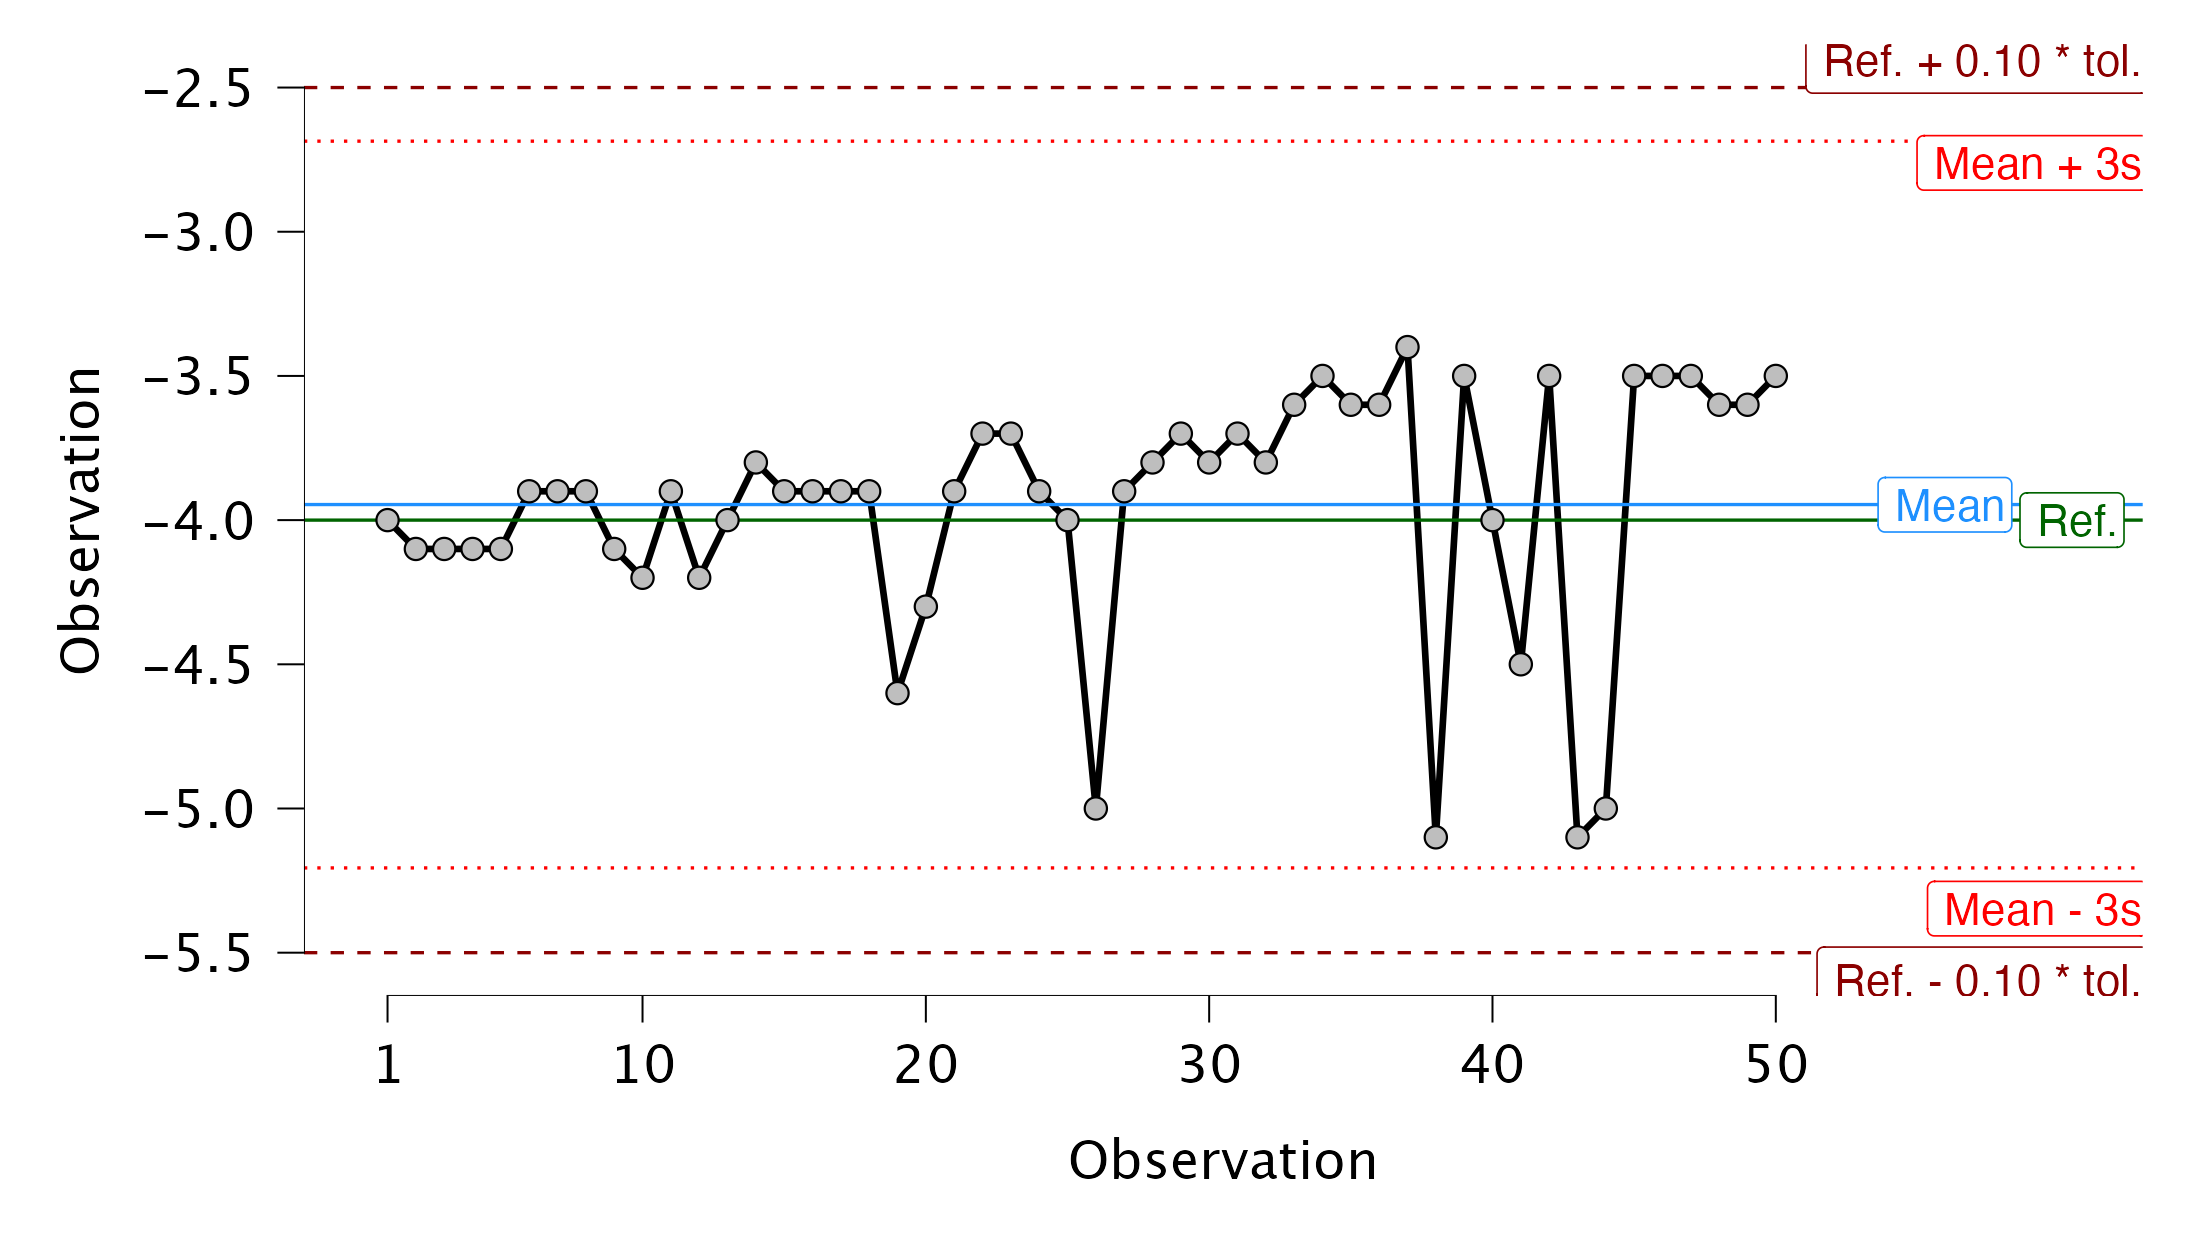 Ref. + 0.10 * tol.
−2.5
Mean + 3s
−3.0
−3.5
Observation
Mean
−4.0
Ref.
−4.5
−5.0
Mean - 3s
−5.5
Ref. - 0.10 * tol.
1 10 20 30 40 50
Observation